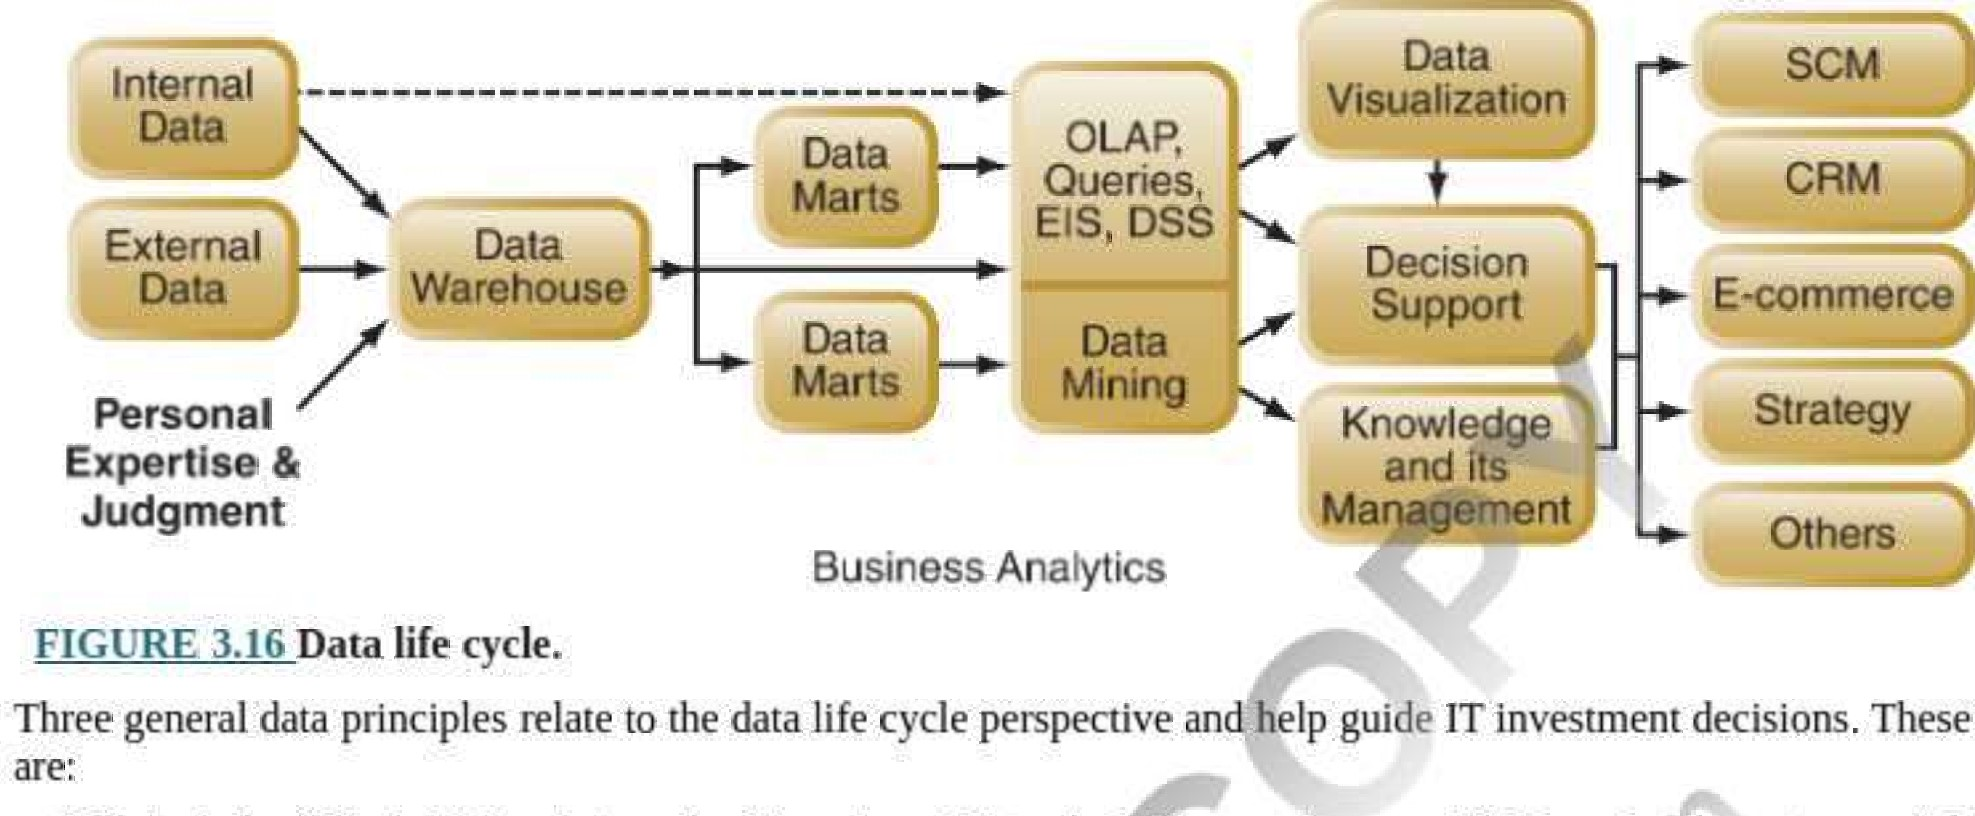 Internal
Data
External
Data
Personal
Expertise &
Judgment
Data
Warehouse
Data
Marts
Data
Marts
OLAP,
Queries,
EIS, DSS
Data
Mining
Data
Visualization
Decision
Support
Knowledge
and its
Management
SCM
CRM
E-commerce
Strategy
Others
Business Analytics
FIGURE 3.16 Data life cycle.
Three general data principles relate to the data life cycle perspective and help guide IT investment decisions. These
are:
COPY